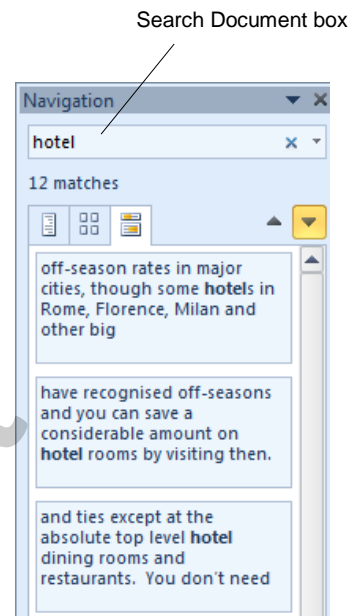 Search Document box
Navigation
hotel
12 matches
off-season rates in major
cities, though some hotels in
Rome, Florence, Milan and
other big
have recognised off-seasons
and you can save a
considerable amount on
hotel rooms by visiting then.
and ties except at the
absolute top level hotel
dining rooms and
restaurants.  You don't need